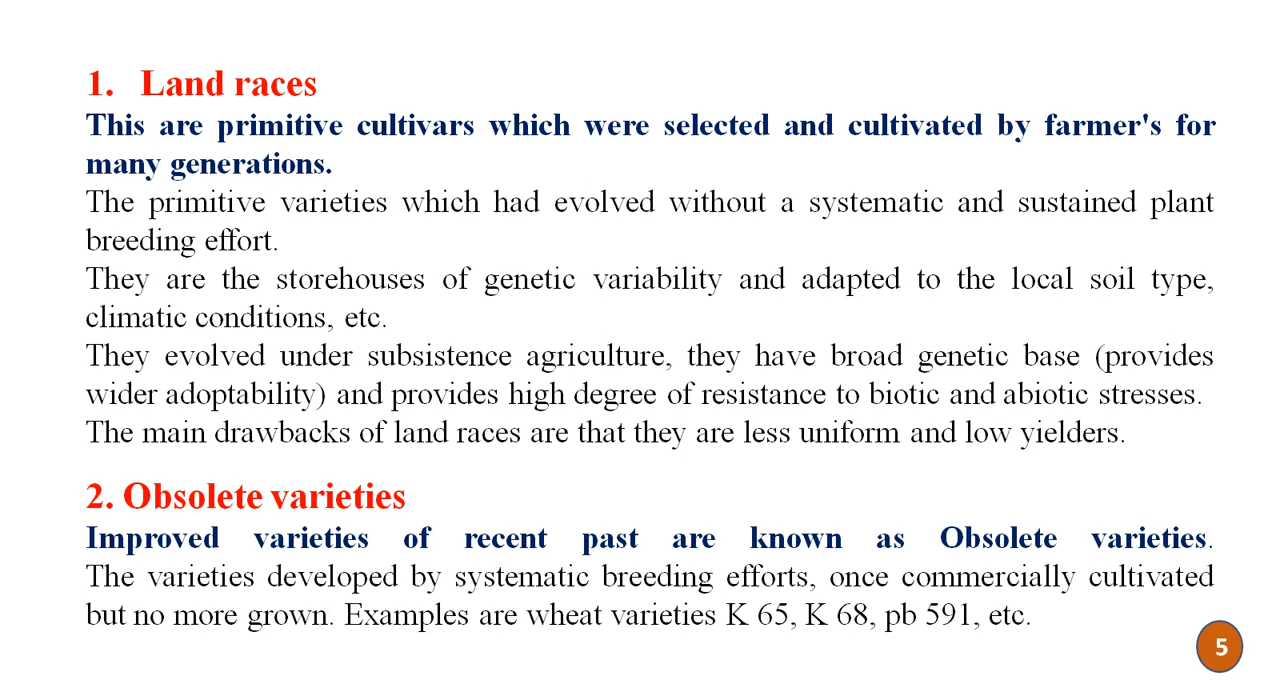 1. Land races
This are primitive cultivars which were selected and cultivated by farmer's for
many generations.
The primitive varieties which had evolved without a systematic and sustained plant
breeding effort.
They are the storehouses of genetic variability and adapted to the local soil type,
climatic conditions, etc.
They evolved under subsistence agriculture, they have broad genetic base (provides
wider adoptability) and provides high degree of resistance to biotic and abiotic stresses.
The main drawbacks of land races are that they are less uniform and low yielders.
2. Obsolete varieties
Improved varieties of recent past are known as Obsolete varieties.
The varieties developed by systematic breeding efforts, once commercially cultivated
but no more grown. Examples are wheat varieties K 65, K 68, pb 591, etc.
5